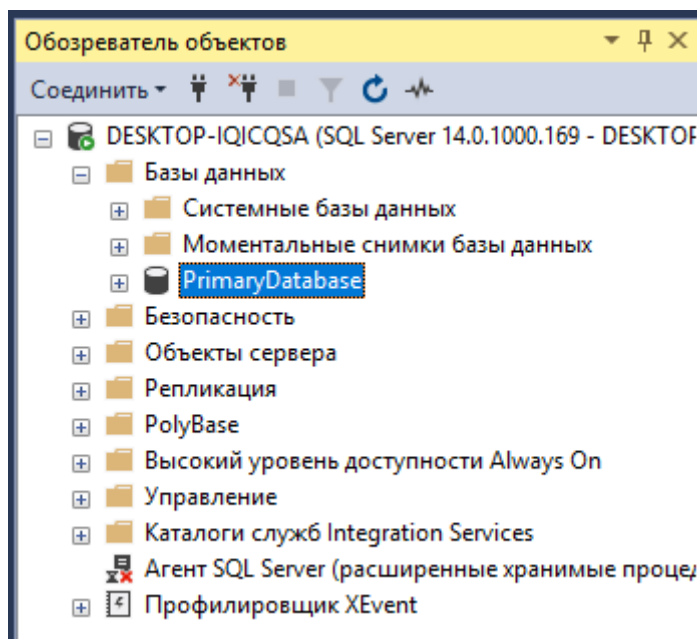 Обозреватель объектов
Соединить
DESKTOP-IQICQSA (SQL Server 14.0.1000.169 - DESKTOP
Базы данных
Системные базы данных
Моментальные снимки базы данных
PrimaryDatabase
Безопасность
Объекты сервера
Репликация
PolyBase
Высокий уровень доступности Always On
Управление
Каталоги служб Integration Services
Агент SQL Server (расширенные хранимые процед
Профилировщик XEvent